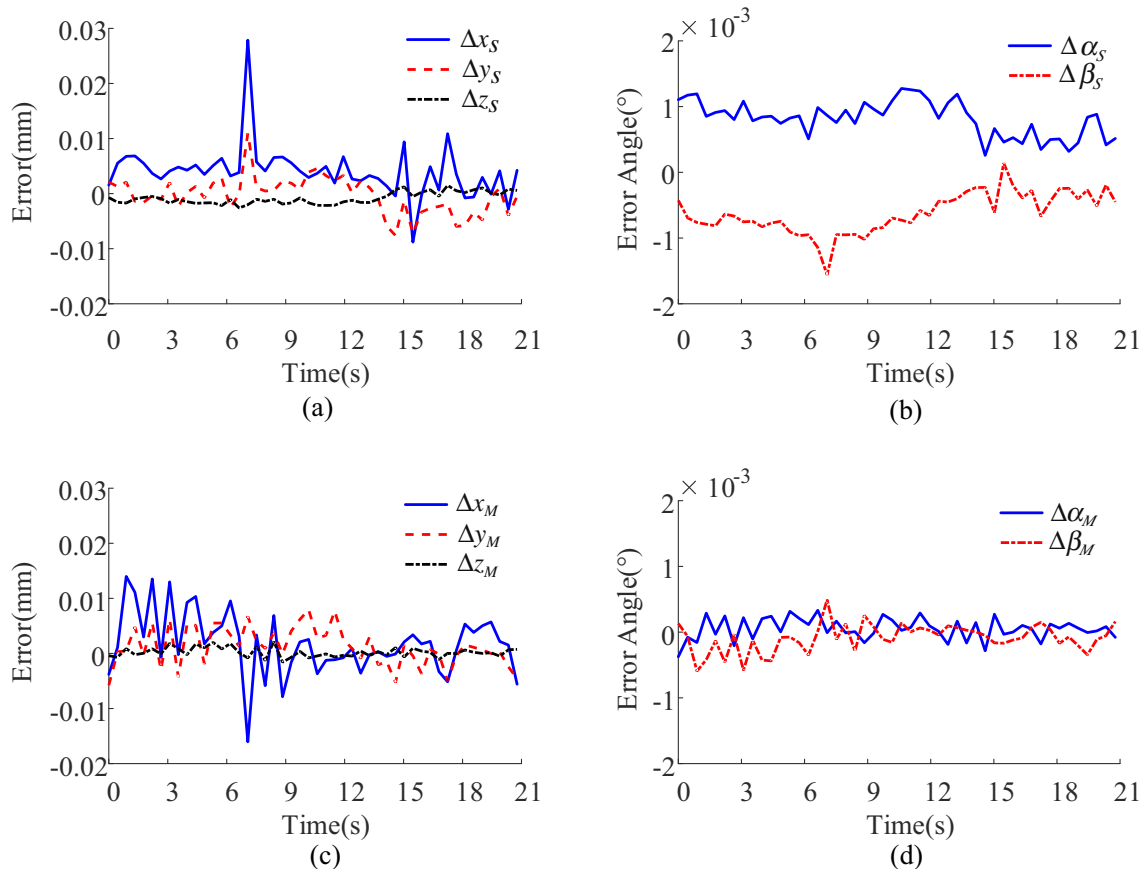 0.03
0.02
0.01
0
-0.01
-0.02
Error(mm)
Δx_S
Δy_S
Δz_S
0 3 6 9 12 15 18 21
Time(s)
(a)
2 × 10⁻³
1
0
-1
-2
Error Angle(°)
Δα_S
Δβ_S
0 3 6 9 12 15 18 21
Time(s)
(b)
0.03
0.02
0.01
0
-0.01
-0.02
Error(mm)
Δx_M
Δy_M
Δz_M
0 3 6 9 12 15 18 21
Time(s)
(c)
2 × 10⁻³
1
0
-1
-2
Error Angle(°)
Δα_M
Δβ_M
0 3 6 9 12 15 18 21
Time(s)
(d)